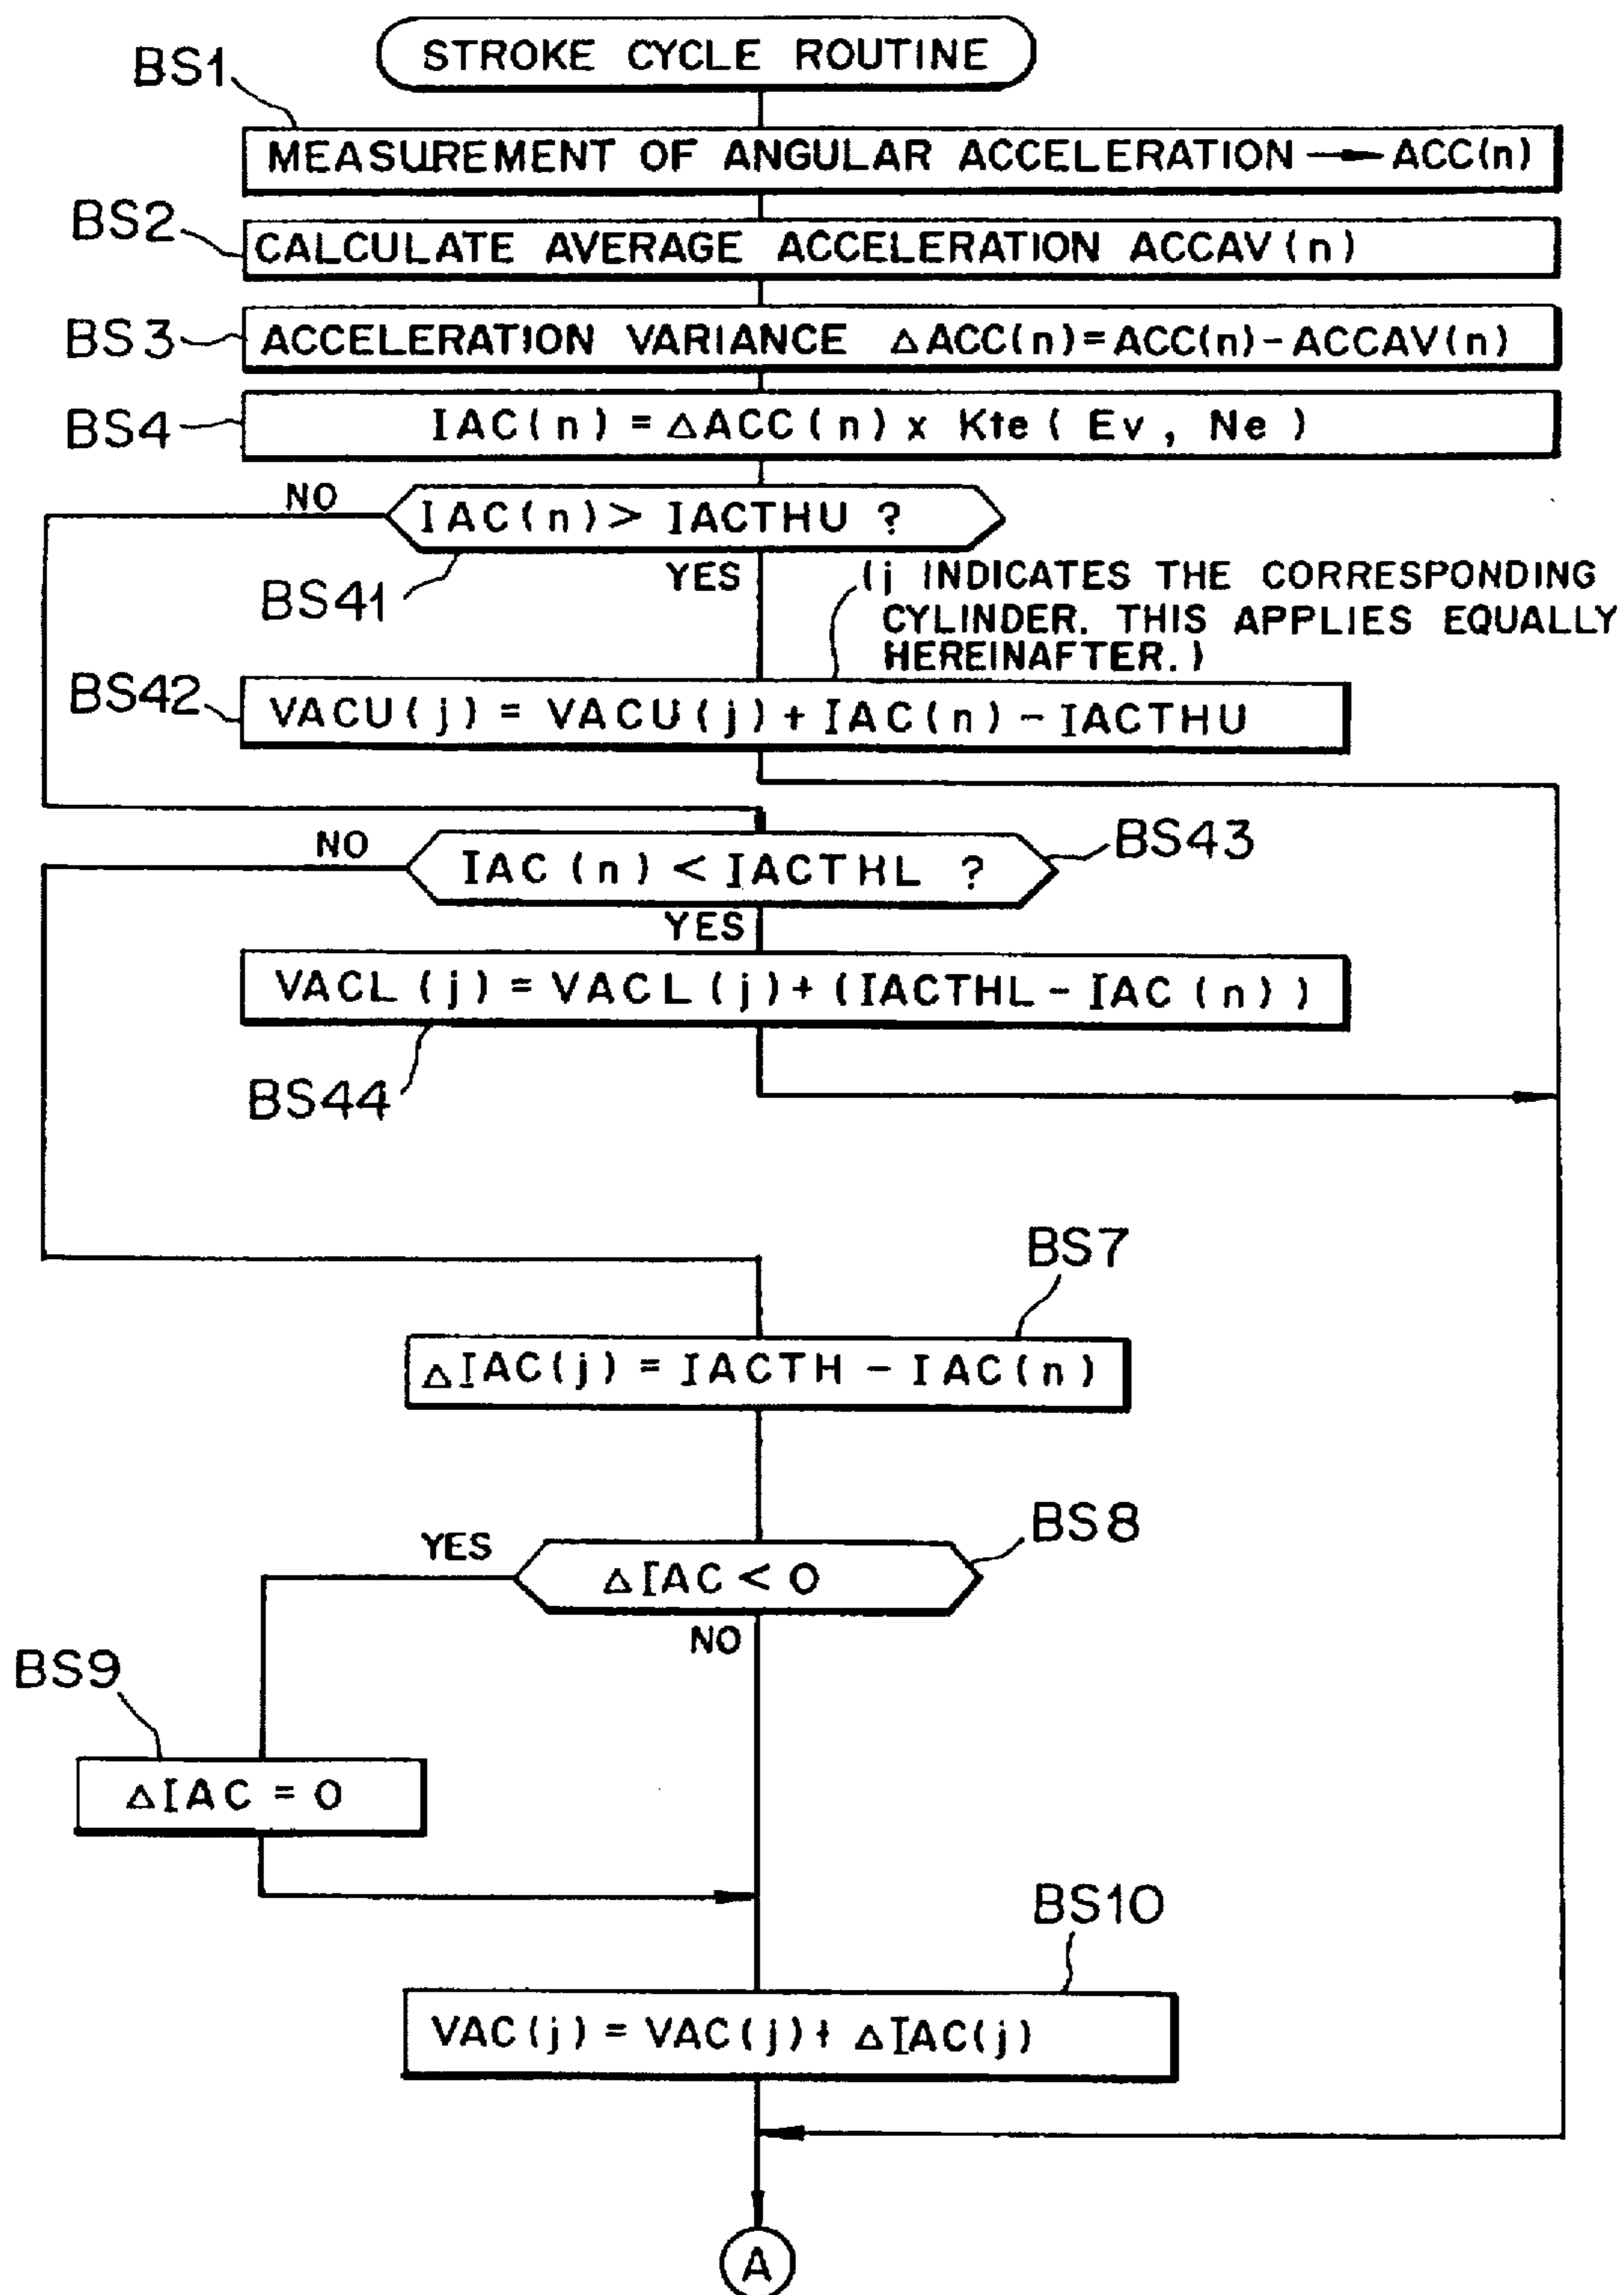 STROKE CYCLE ROUTINE
BS1
MEASUREMENT OF ANGULAR ACCELERATION → ACC(n)
BS2
CALCULATE AVERAGE ACCELERATION ACCAV(n)
BS3
ACCELERATION VARIANCE ΔACC(n)=ACC(n)-ACCAV(n)
BS4
IAC(n) = ΔACC(n) x Kte (Ev, Ne)
NO
IAC(n) > IACTHU ?
BS41
YES
(j INDICATES THE CORRESPONDING
CYLINDER. THIS APPLIES EQUALLY
HEREINAFTER.)
BS42
VACU(j) = VACU(j) + IAC(n) - IACTHU
NO
IAC(n) < IACTHL ?
BS43
YES
VACL(j) = VACL(j) + (IACTHL - IAC(n))
BS44
BS7
ΔIAC(j) = IACTH - IAC(n)
YES
ΔIAC < 0
BS8
NO
BS9
ΔIAC = 0
BS10
VAC(j) = VAC(j) + ΔIAC(j)
A